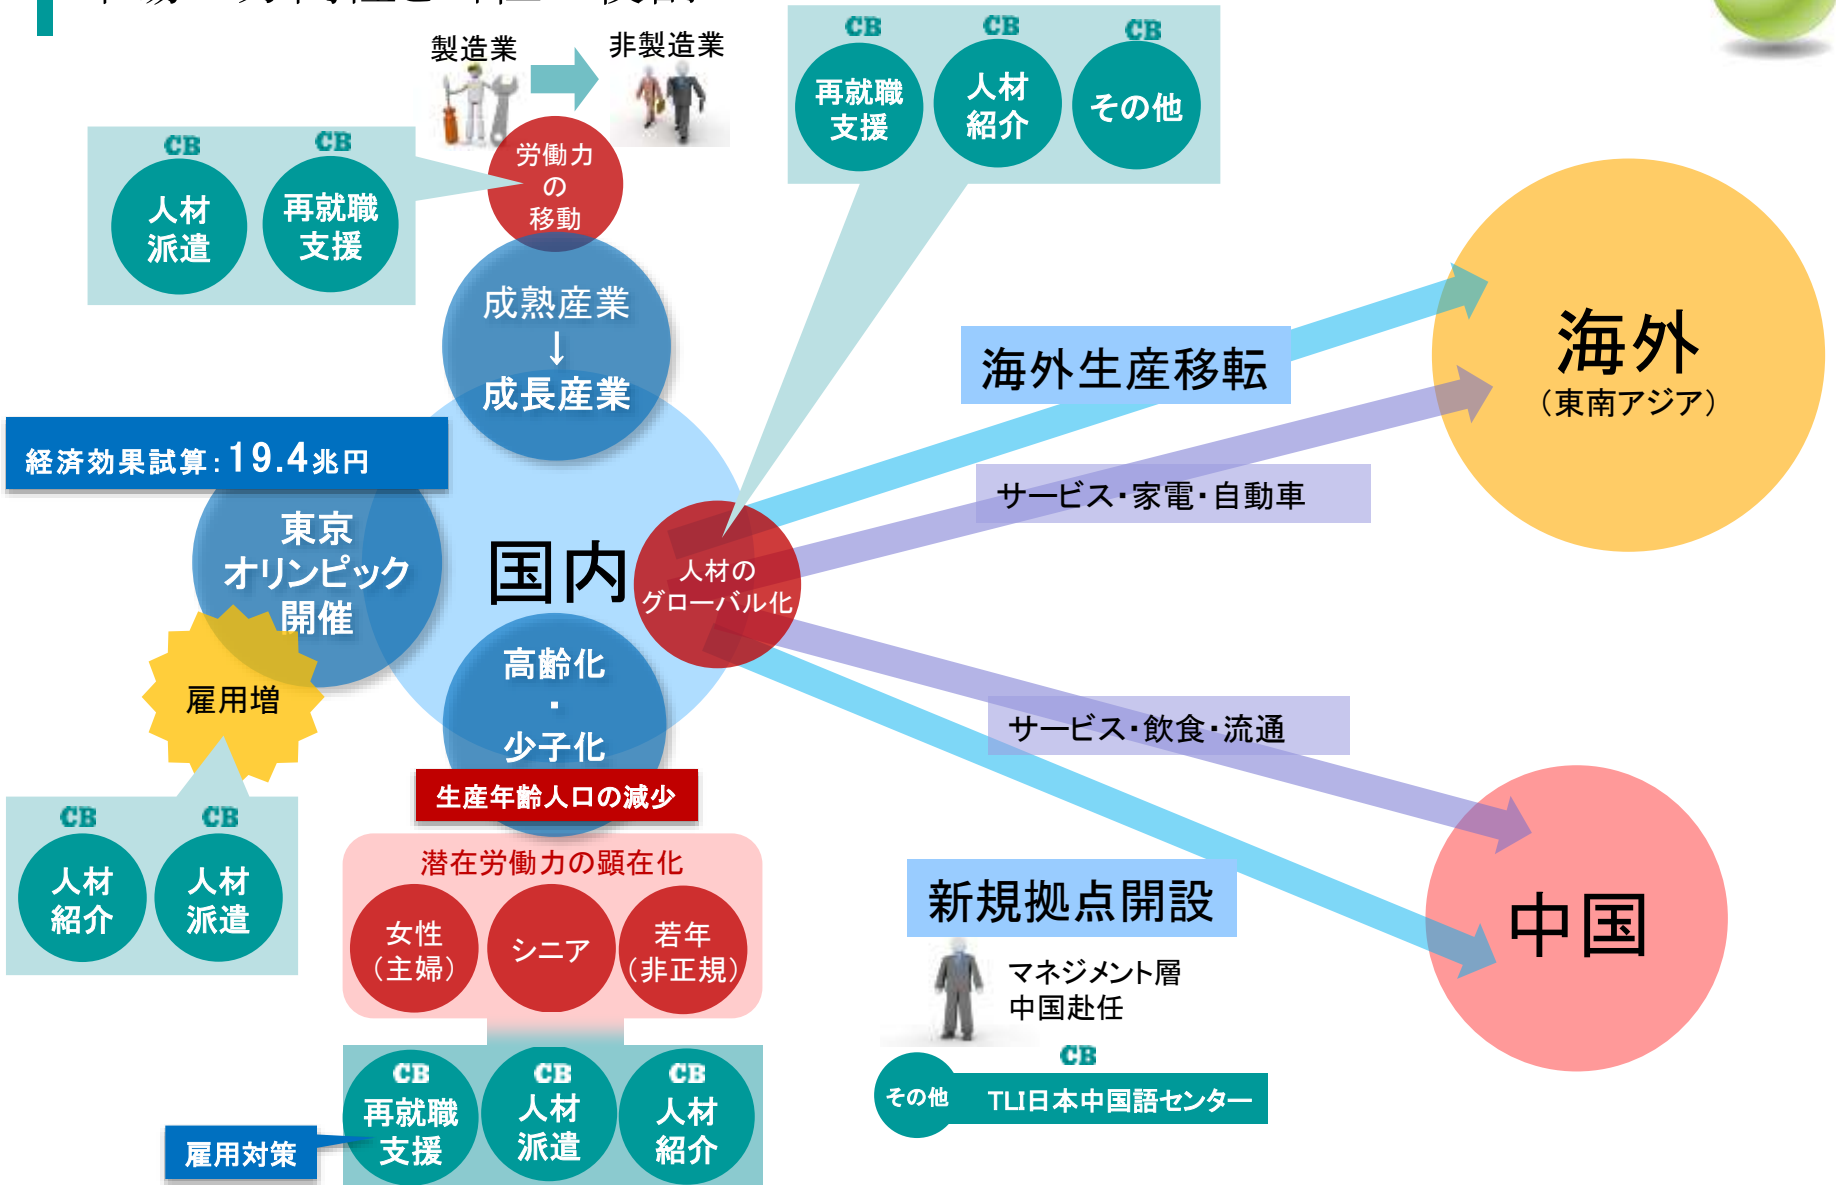 製造業
非製造業
CB
CB
CB
再就職
支援
人材
紹介
その他
CB
CB
人材
派遣
再就職
支援
労働力
の
移動
成熟産業
↓
成長産業
海外生産移転
海外
（東南アジア）
経済効果試算：19.4兆円
サービス・家電・自動車
東京
オリンピック
開催
国内
人材の
グローバル化
雇用増
高齢化
・
少子化
生産年齢人口の減少
サービス・飲食・流通
CB
CB
人材
紹介
人材
派遣
潜在労働力の顕在化
女性
（主婦）
シニア
若年
（非正規）
新規拠点開設
中国
マネジメント層
中国赴任
CB
その他
TLI日本中国語センター
CB
CB
CB
再就職
支援
人材
派遣
人材
紹介
雇用対策